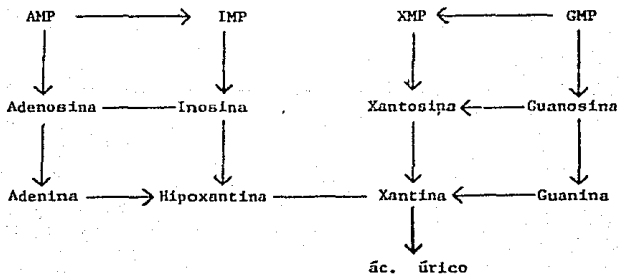 AMP IMP XMP GMP
Adenosina Inosina Xantosina Guanosina
Adenina Hipoxantina Xantina Guanina
ác. úrico